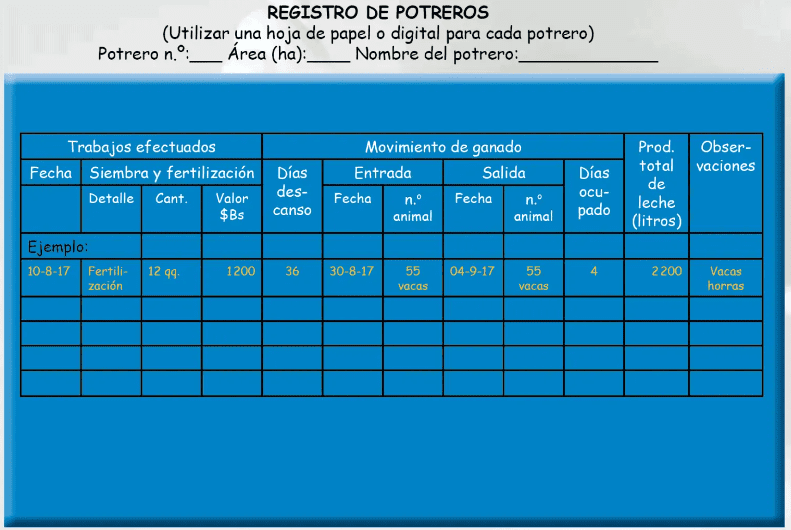 REGISTRO DE POTREROS
(Utilizar una hoja de papel o digital para cada potrero)
Potrero n.º:___ Área (ha):____ Nombre del potrero:_____________
Trabajos efectuados
Movimiento de ganado
Prod. total de leche (litros)
Obser-
vaciones
Fecha
Siembra y fertilización
Días
des-
canso
Entrada
Salida
Días
ocu-
pado
Detalle
Cant.
Valor
$Bs
Fecha
n.º
animal
Fecha
n.º
animal
Ejemplo:
10-8-17
Fertili-
zación
12 qq.
1200
36
30-8-17
55
vacas
04-9-17
55
vacas
4
2200
Vacas
horras